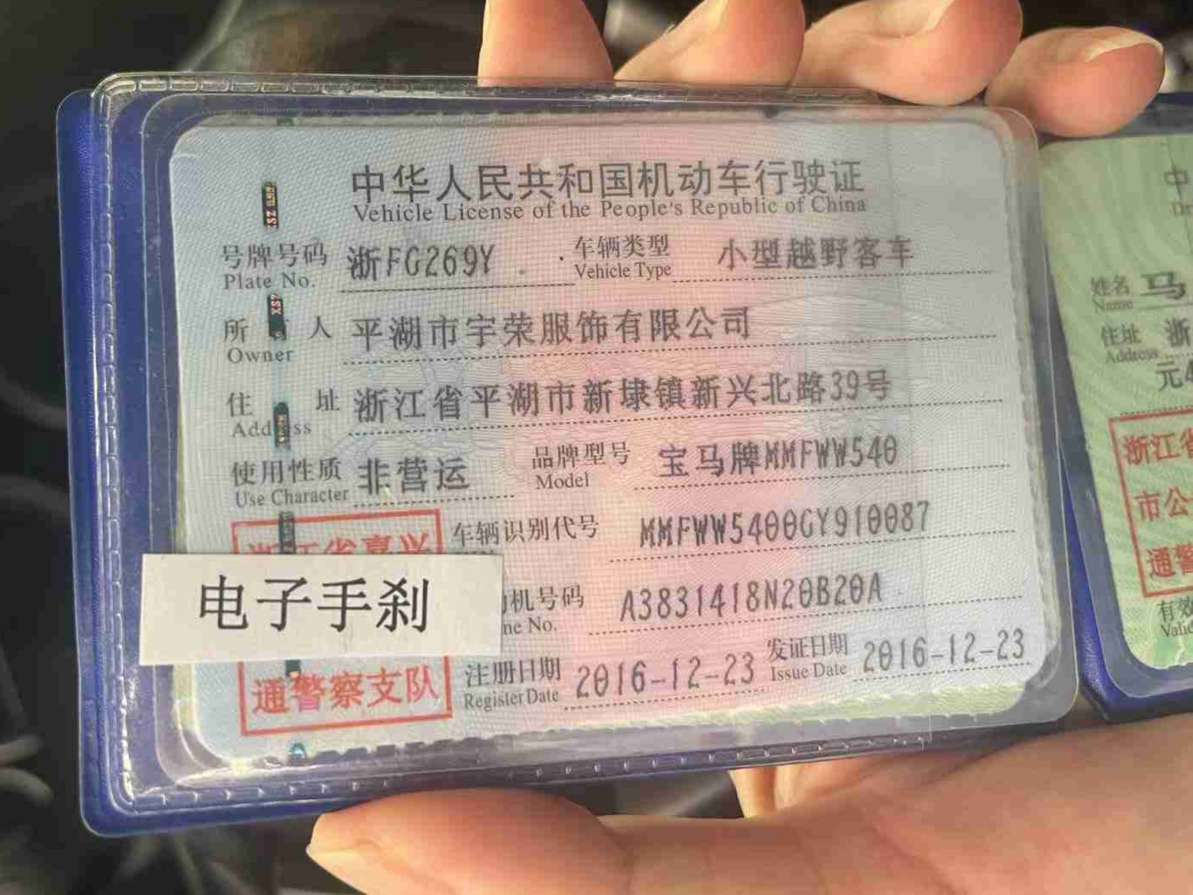 中华人民共和国机动车行驶证
Vehicle License of the People's Republic of China
号牌号码 浙FG269Y 车辆类型 小型越野客车
Plate No. Vehicle Type
所 人 平湖市宇荣服饰有限公司
Owner
住 址 浙江省平湖市新埭镇新兴北路39号
Address
使用性质 非营运 品牌型号 宝马牌MMFWW540
Use Character Model
浙江省嘉兴 车辆识别代号 MMFWW5400GY910087
电子手刹
机号码 A3831418N20B20A
ne No.
通警察支队
注册日期 2016-12-23 发证日期 2016-12-23
Register Date Issue Date
姓名 马
Name
住址 浙
Address
元4
浙江省
市公
通警
有效
Valid